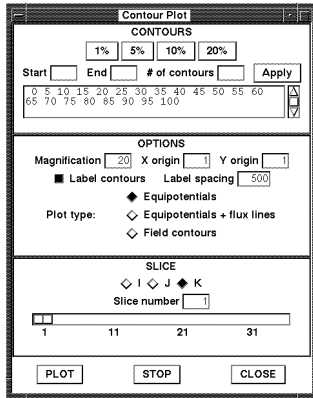 Contour Plot
CONTOURS
1% 5% 10% 20%
Start End # of contours Apply
0 5 10 15 20 25 30 35 40 45 50 55 60
65 70 75 80 85 90 95 100
OPTIONS
Magnification 20 X origin 1 Y origin 1
Label contours Label spacing 500
Equipotentials
Plot type: Equipotentials + flux lines
Field contours
SLICE
I J K
Slice number 1
1 11 21 31
PLOT STOP CLOSE